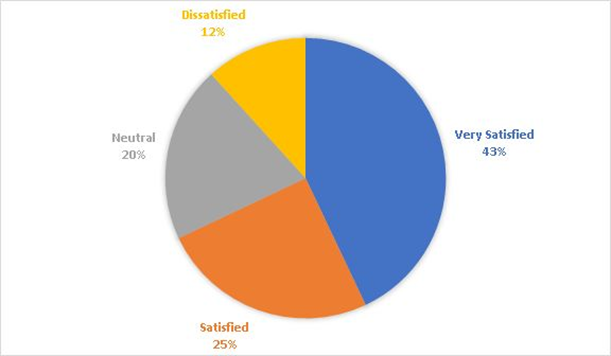 Dissatisfied
12%
Very Satisfied
43%
Neutral
20%
Satisfied
25%